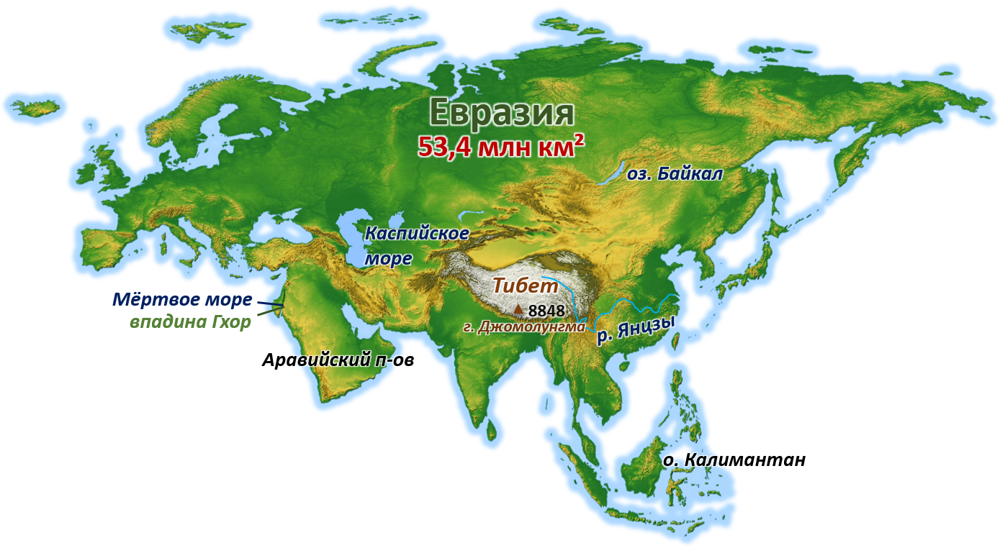 Евразия
53,4 млн км²
оз. Байкал
Каспийское
море
Тибет
8848
г. Джомолунгма
Мёртвое море
впадина Гхор
р. Янцзы
Аравийский п-ов
о. Калимантан